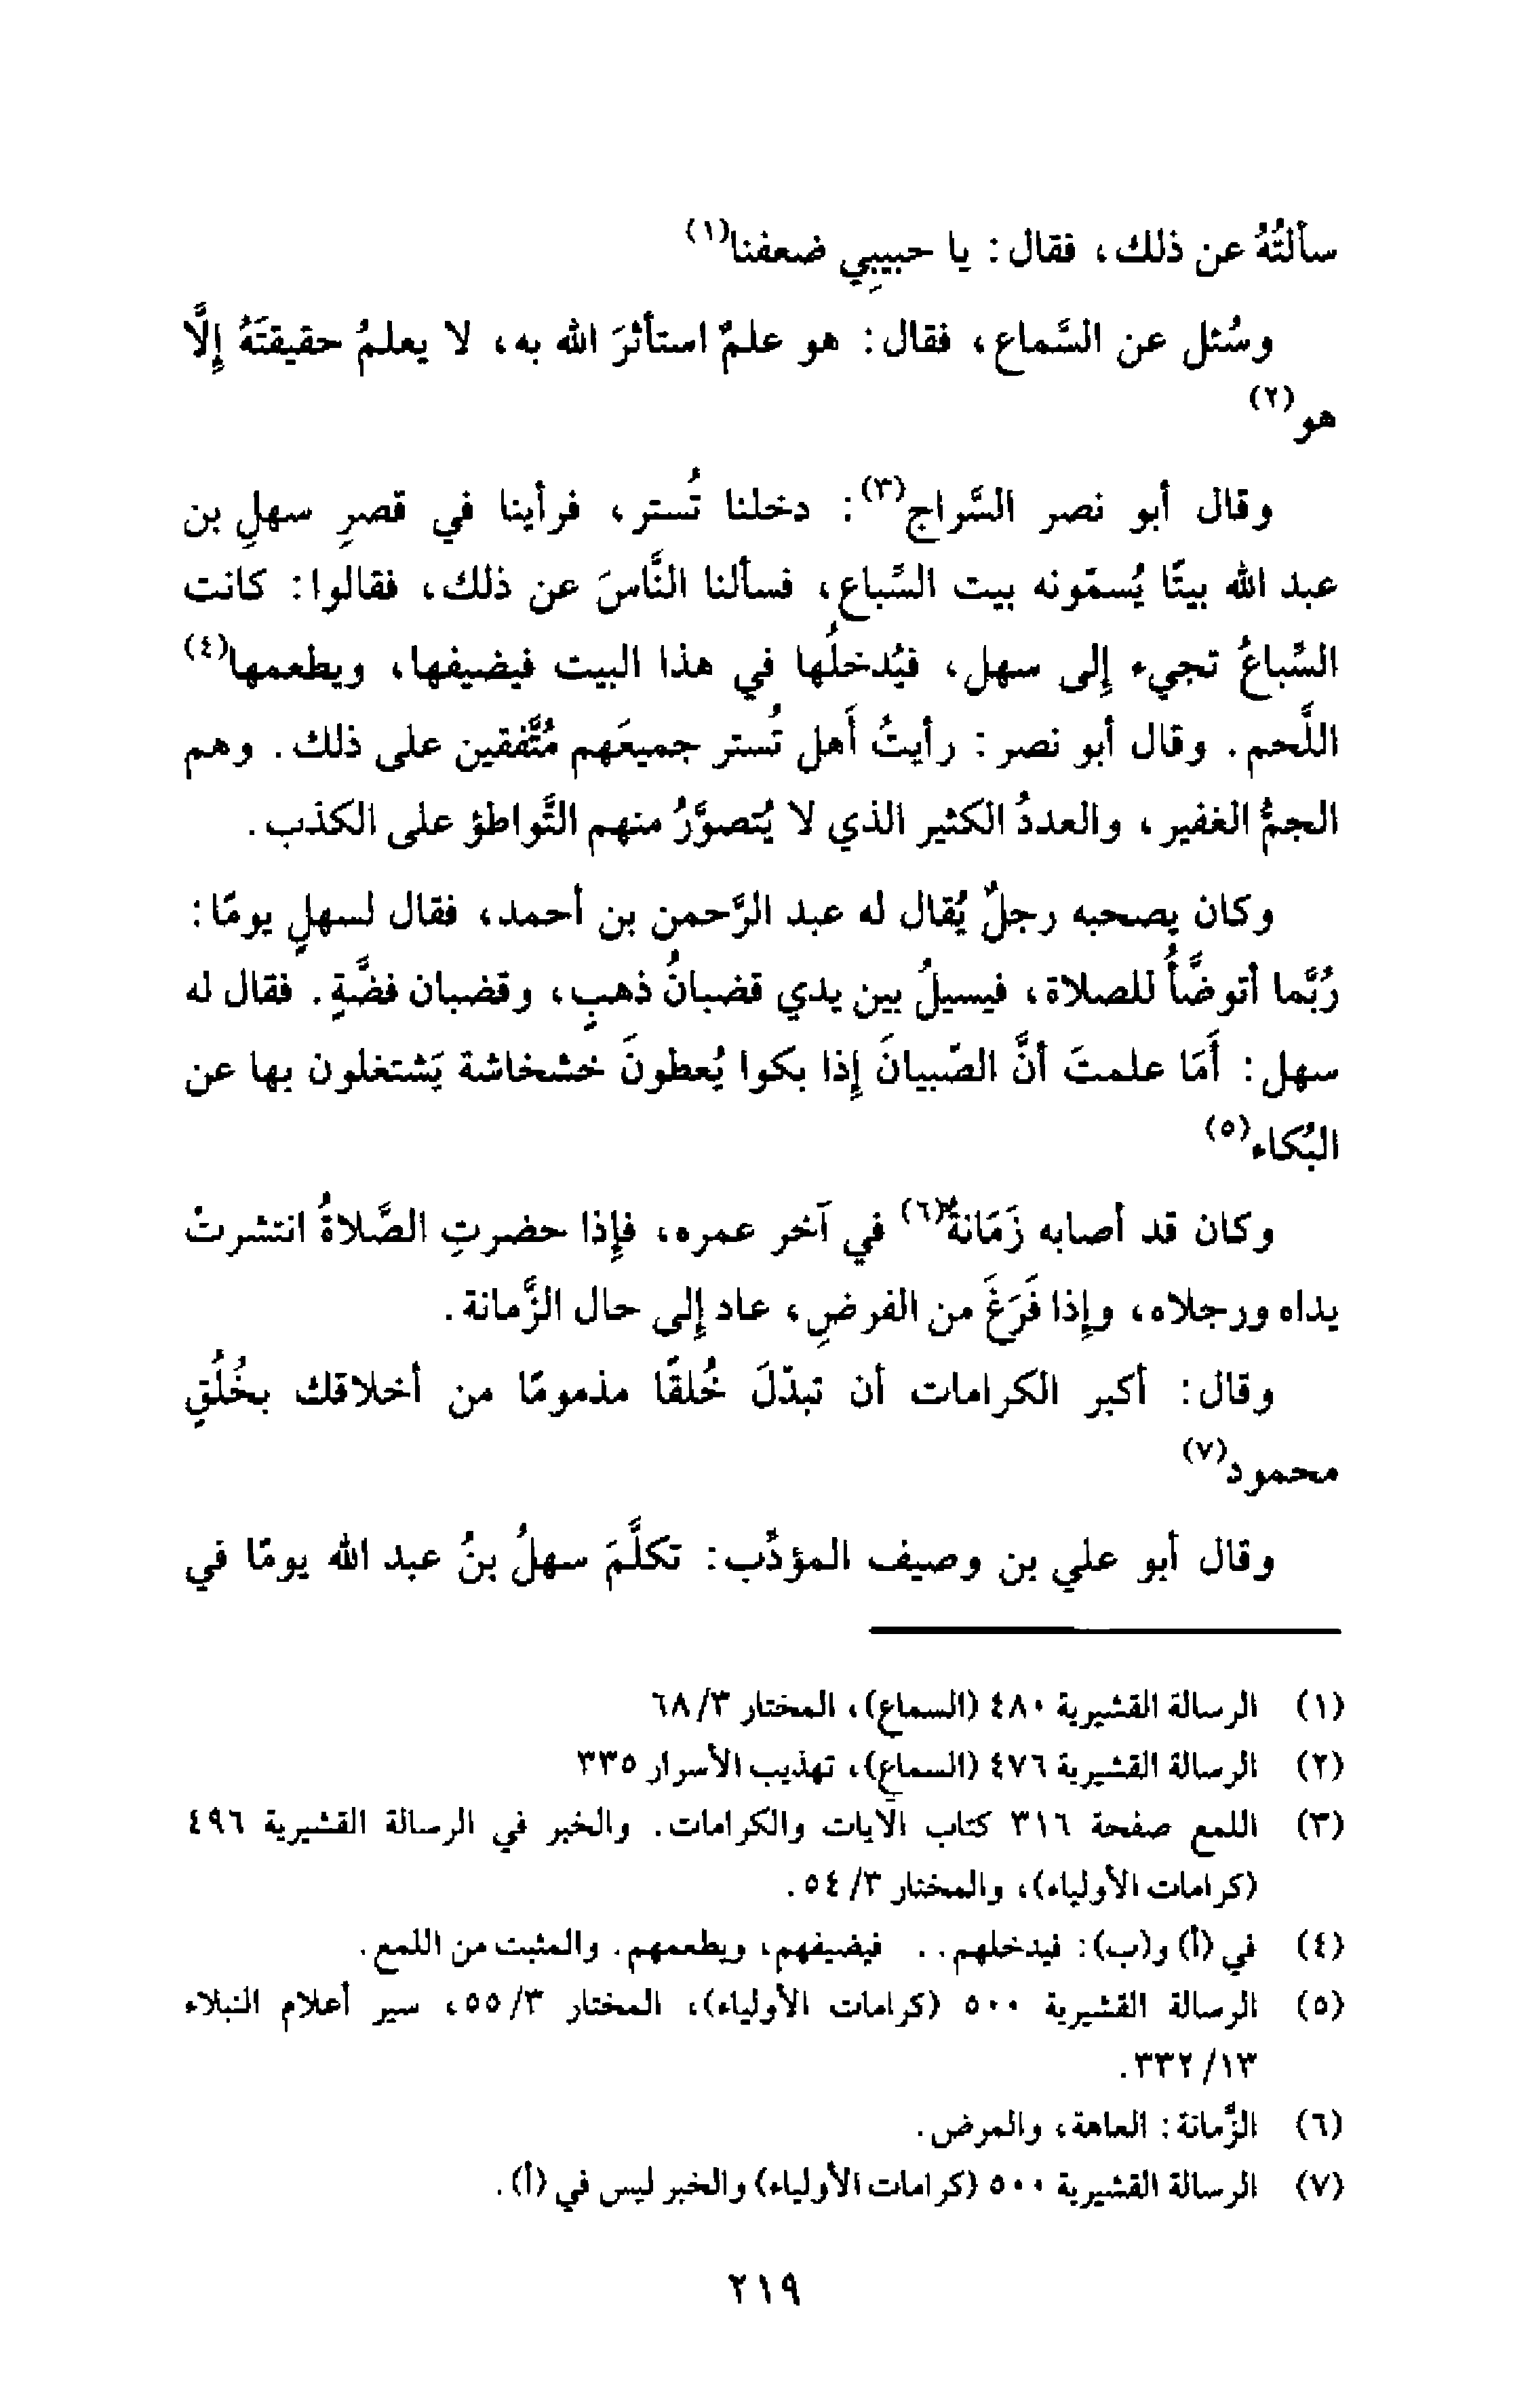 سألتُهُ عن ذلك، فقال: يا حبيبِي ضعفنا(١)
وسُئل عن السَّماع، فقال: هو علمٌ استأثرَ الله به، لا يعلمُ حقيقتَهُ إلَّا
هو(٢)
وقال أبو نصر السَّراج(٣): دخلنا تُستر، فرأينا في قصرِ سهلِ بن
عبد الله بيتًا يُسمّونه بيت السِّباع، فسألنا النَّاسَ عن ذلك، فقالوا: كانت
السِّباعُ تجيء إلى سهل، فيُدخلُها في هذا البيت فيضيفها، ويطعمها(٤)
اللَّحم. وقال أبو نصر: رأيتُ أَهل تُستر جميعَهم مُتَّفقين على ذلك. وهم
الجمُّ الغفير، والعددُ الكثير الذي لا يُتصوَّرُ منهم التَّواطؤ على الكذب.
وكان يصحبه رجلٌ يُقال له عبد الرَّحمن بن أحمد، فقال لسهلٍ يومًا:
رُبَّما أتوضَّأُ للصلاة، فيسيلُ بين يدي قضبانُ ذهبٍ، وقضبان فضَّةٍ. فقال له
سهل: أَمَا علمتَ أنَّ الصّبيانَ إذا بكوا يُعطونَ خشخاشة يَشتغلون بها عن
البُكاء(٥)
وكان قد أصابه زَمَانةٌ(٦) في آخر عمره، فإذا حضرتِ الصَّلاةُ انتشرتْ
يداه ورجلاه، وإذا فَرَغَ من الفرضِ، عاد إلى حال الزَّمانة.
وقال: أكبر الكرامات أن تبدّلَ خُلقًا مذمومًا من أخلاقك بخُلُقٍ
محمود(٧)
وقال أبو علي بن وصيف المؤدِّب: تكلَّمَ سهلُ بنُ عبد الله يومًا في
(١) الرسالة القشيرية ٤٨٠ (السماع)، المختار ٣/ ٦٨
(٢) الرسالة القشيرية ٤٧٦ (السماع)، تهذيب الأسرار ٣٣٥
(٣) اللمع صفحة ٣١٦ كتاب الآيات والكرامات. والخبر في الرسالة القشيرية ٤٩٦
(كرامات الأولياء)، والمختار ٣/ ٥٤.
(٤) في (أ) و(ب): فيدخلهم.. فيضيفهم، ويطعمهم. والمثبت من اللمع.
(٥) الرسالة القشيرية ٥٠٠ (كرامات الأولياء)، المختار ٣/ ٥٥، سير أعلام النبلاء
١٣/ ٣٣٢.
(٦) الزَّمانة: العاهة، والمرض.
(٧) الرسالة القشيرية ٥٠٠ (كرامات الأولياء) والخبر ليس في (أ).
٢١٩